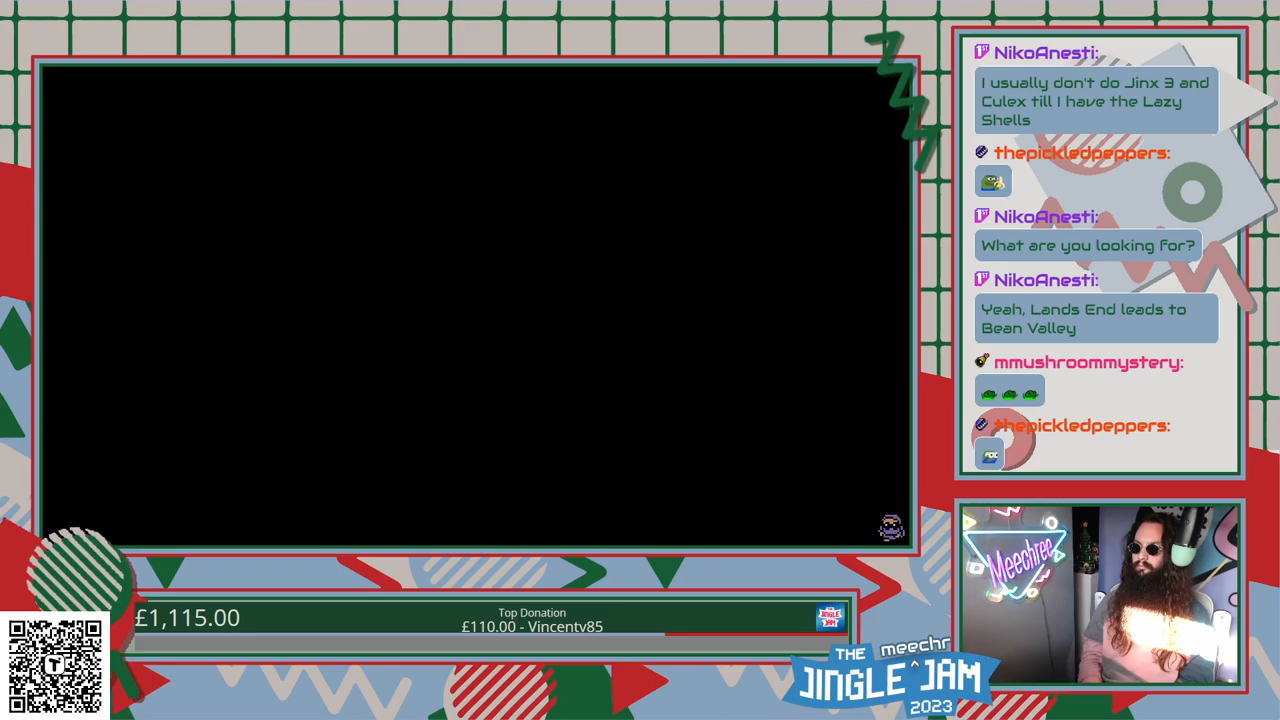 NikoAnesti:
I usually don't do Jinx 3 and
Culex till I have the Lazy
Shells
thepickledpeppers:
NikoAnesti:
What are you looking for?
NikoAnesti:
Yeah, Lands End leads to
Bean Valley
mmushroommystery:
thepickledpeppers:
Meechree
£1,115.00
Top Donation
£110.00 - Vincentv85
JINGLE JAM
T
THE meechr
JINGLE ^ JAM
2023